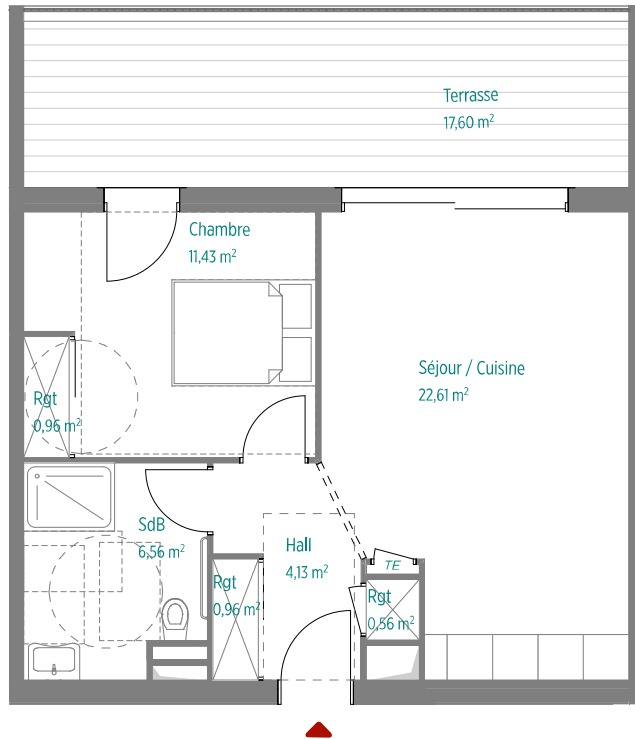 Terrasse
17,60 m²
Chambre
11,43 m²
Séjour / Cuisine
22,61 m²
Rgt
0,96 m²
SdB
6,56 m²
Hall
4,13 m²
TE
Rgt
0,96 m²
Rgt
0,56 m²